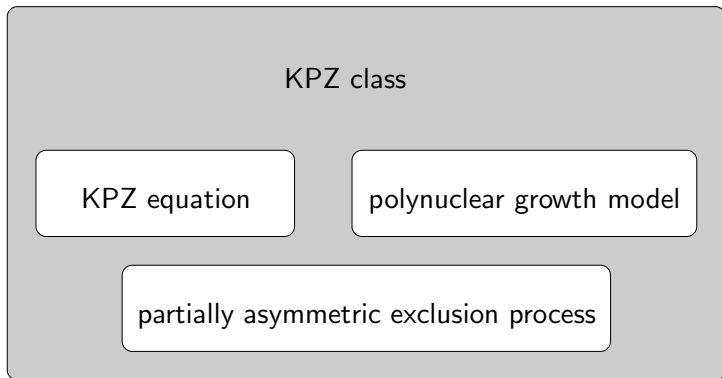 KPZ class
KPZ equation
polynuclear growth model
partially asymmetric exclusion process